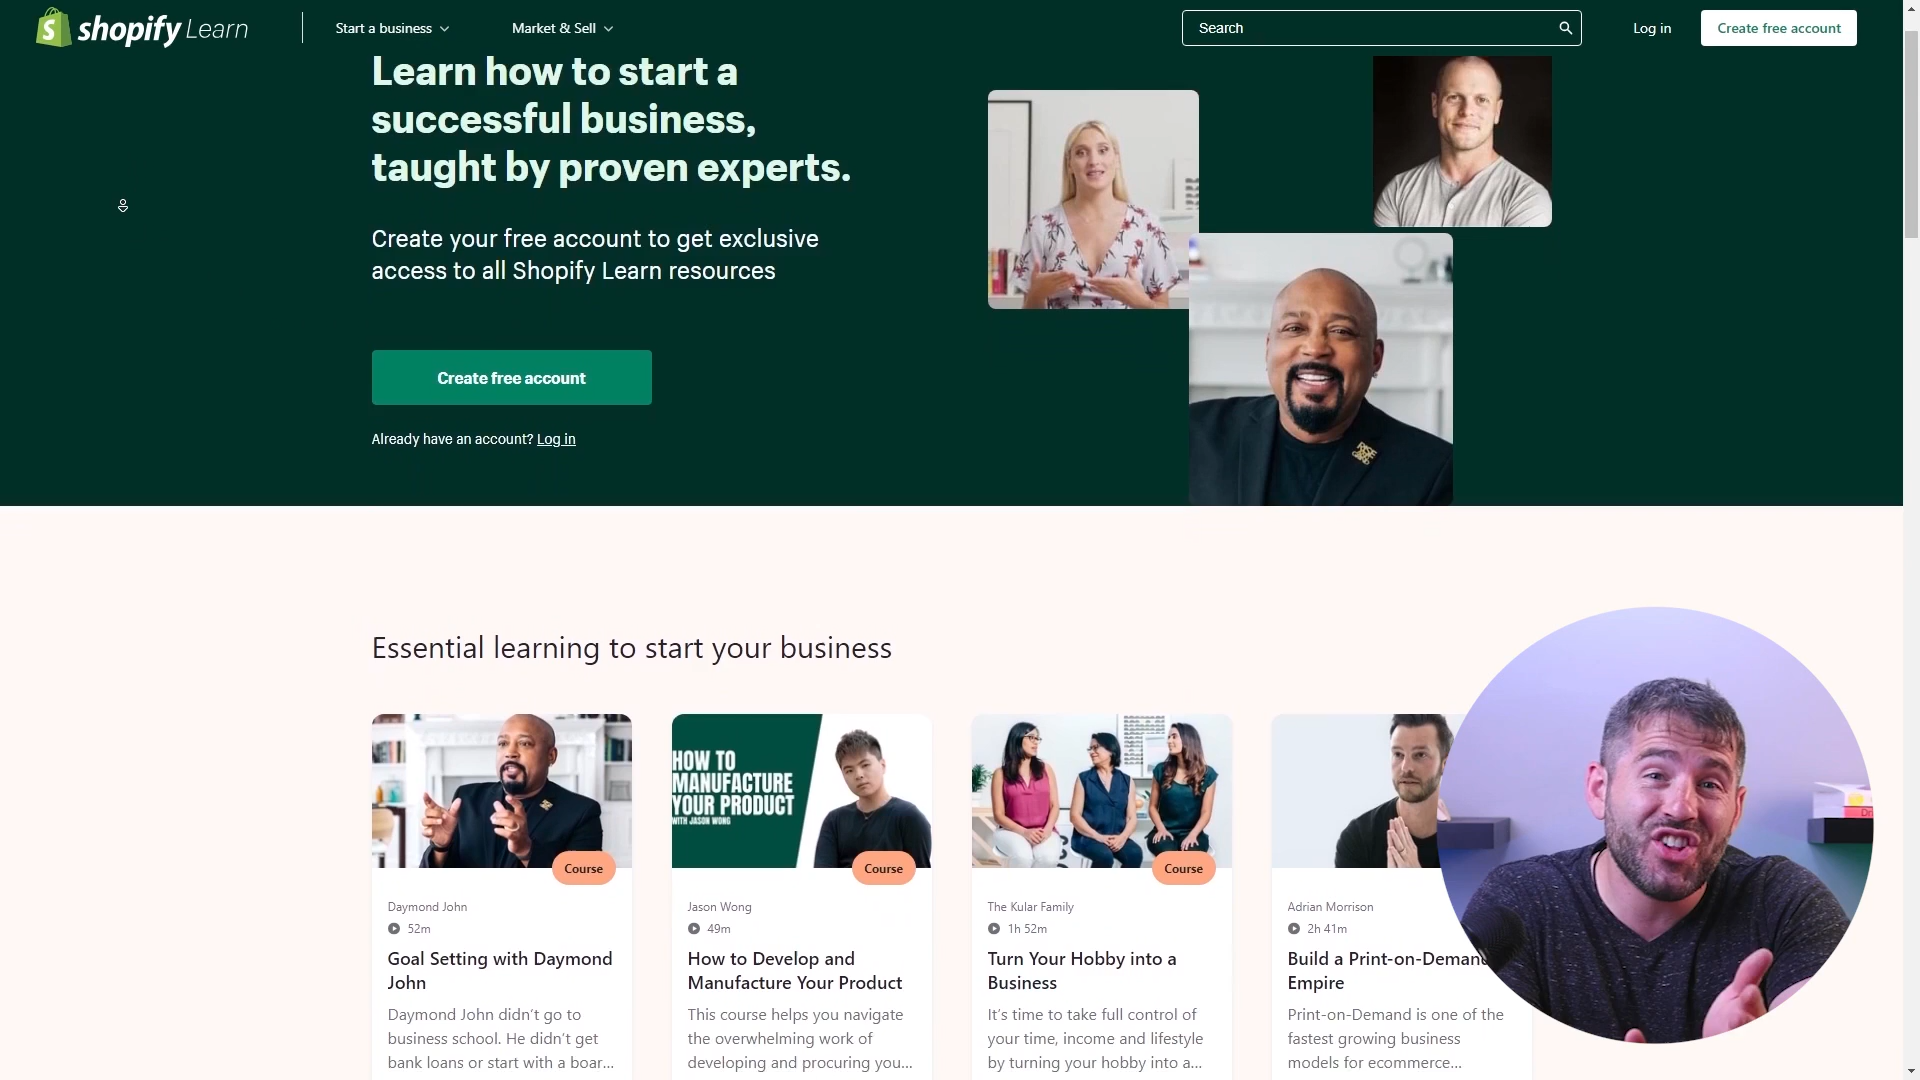 shopify Learn
Start a business
Market & Sell
Search
Log in
Create free account
Learn how to start a
successful business,
taught by proven experts.
Create your free account to get exclusive
access to all Shopify Learn resources
Create free account
Already have an account? Log in
Essential learning to start your business
HOW TO
MANUFACTURE
YOUR PRODUCT
WITH JASON WONG
Course
Course
Course
Daymond John
52m
Goal Setting with Daymond
John
Daymond John didn’t go to
business school. He didn’t get
bank loans or start with a boar...
Jason Wong
49m
How to Develop and
Manufacture Your Product
This course helps you navigate
the overwhelming work of
developing and procuring you...
The Kular Family
1h 52m
Turn Your Hobby into a
Business
It’s time to take full control of
your time, income and lifestyle
by turning your hobby into a...
Adrian Morrison
2h 41m
Build a Print-on-Demand
Empire
Print-on-Demand is one of the
fastest growing business
models for ecommerce...